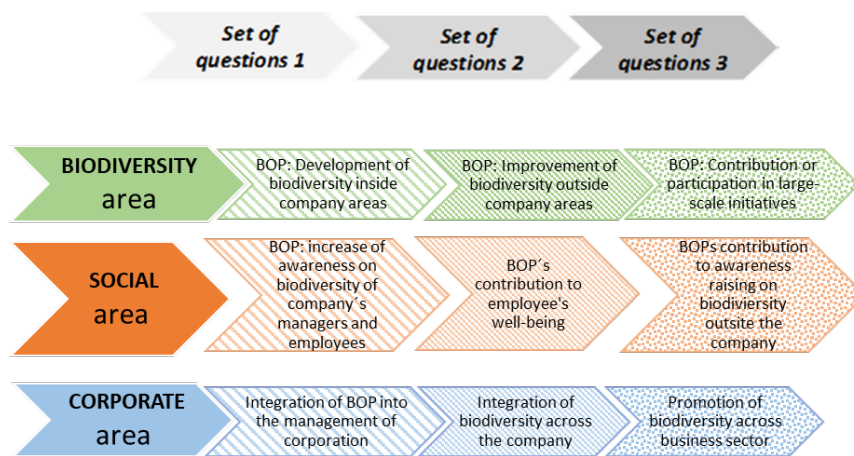 Set of
questions 1
Set of
questions 2
Set of
questions 3
BIODIVERSITY
area
BOP: Development of
biodiversity inside
company areas
BOP: Improvement of
biodiversity outside
company areas
BOP: Contribution or
participation in large-
scale initiatives
SOCIAL
area
BOP: increase of
awareness on
biodiversity of
company´s
managers and
employees
BOP´s
contribution to
employee's
well-being
BOPs contribution
to awareness
raising on
biodiviersity
outsite the
company
CORPORATE
area
Integration of BOP into
the management of
corporation
Integration of
biodiversity across
the company
Promotion of
biodiversity across
business sector